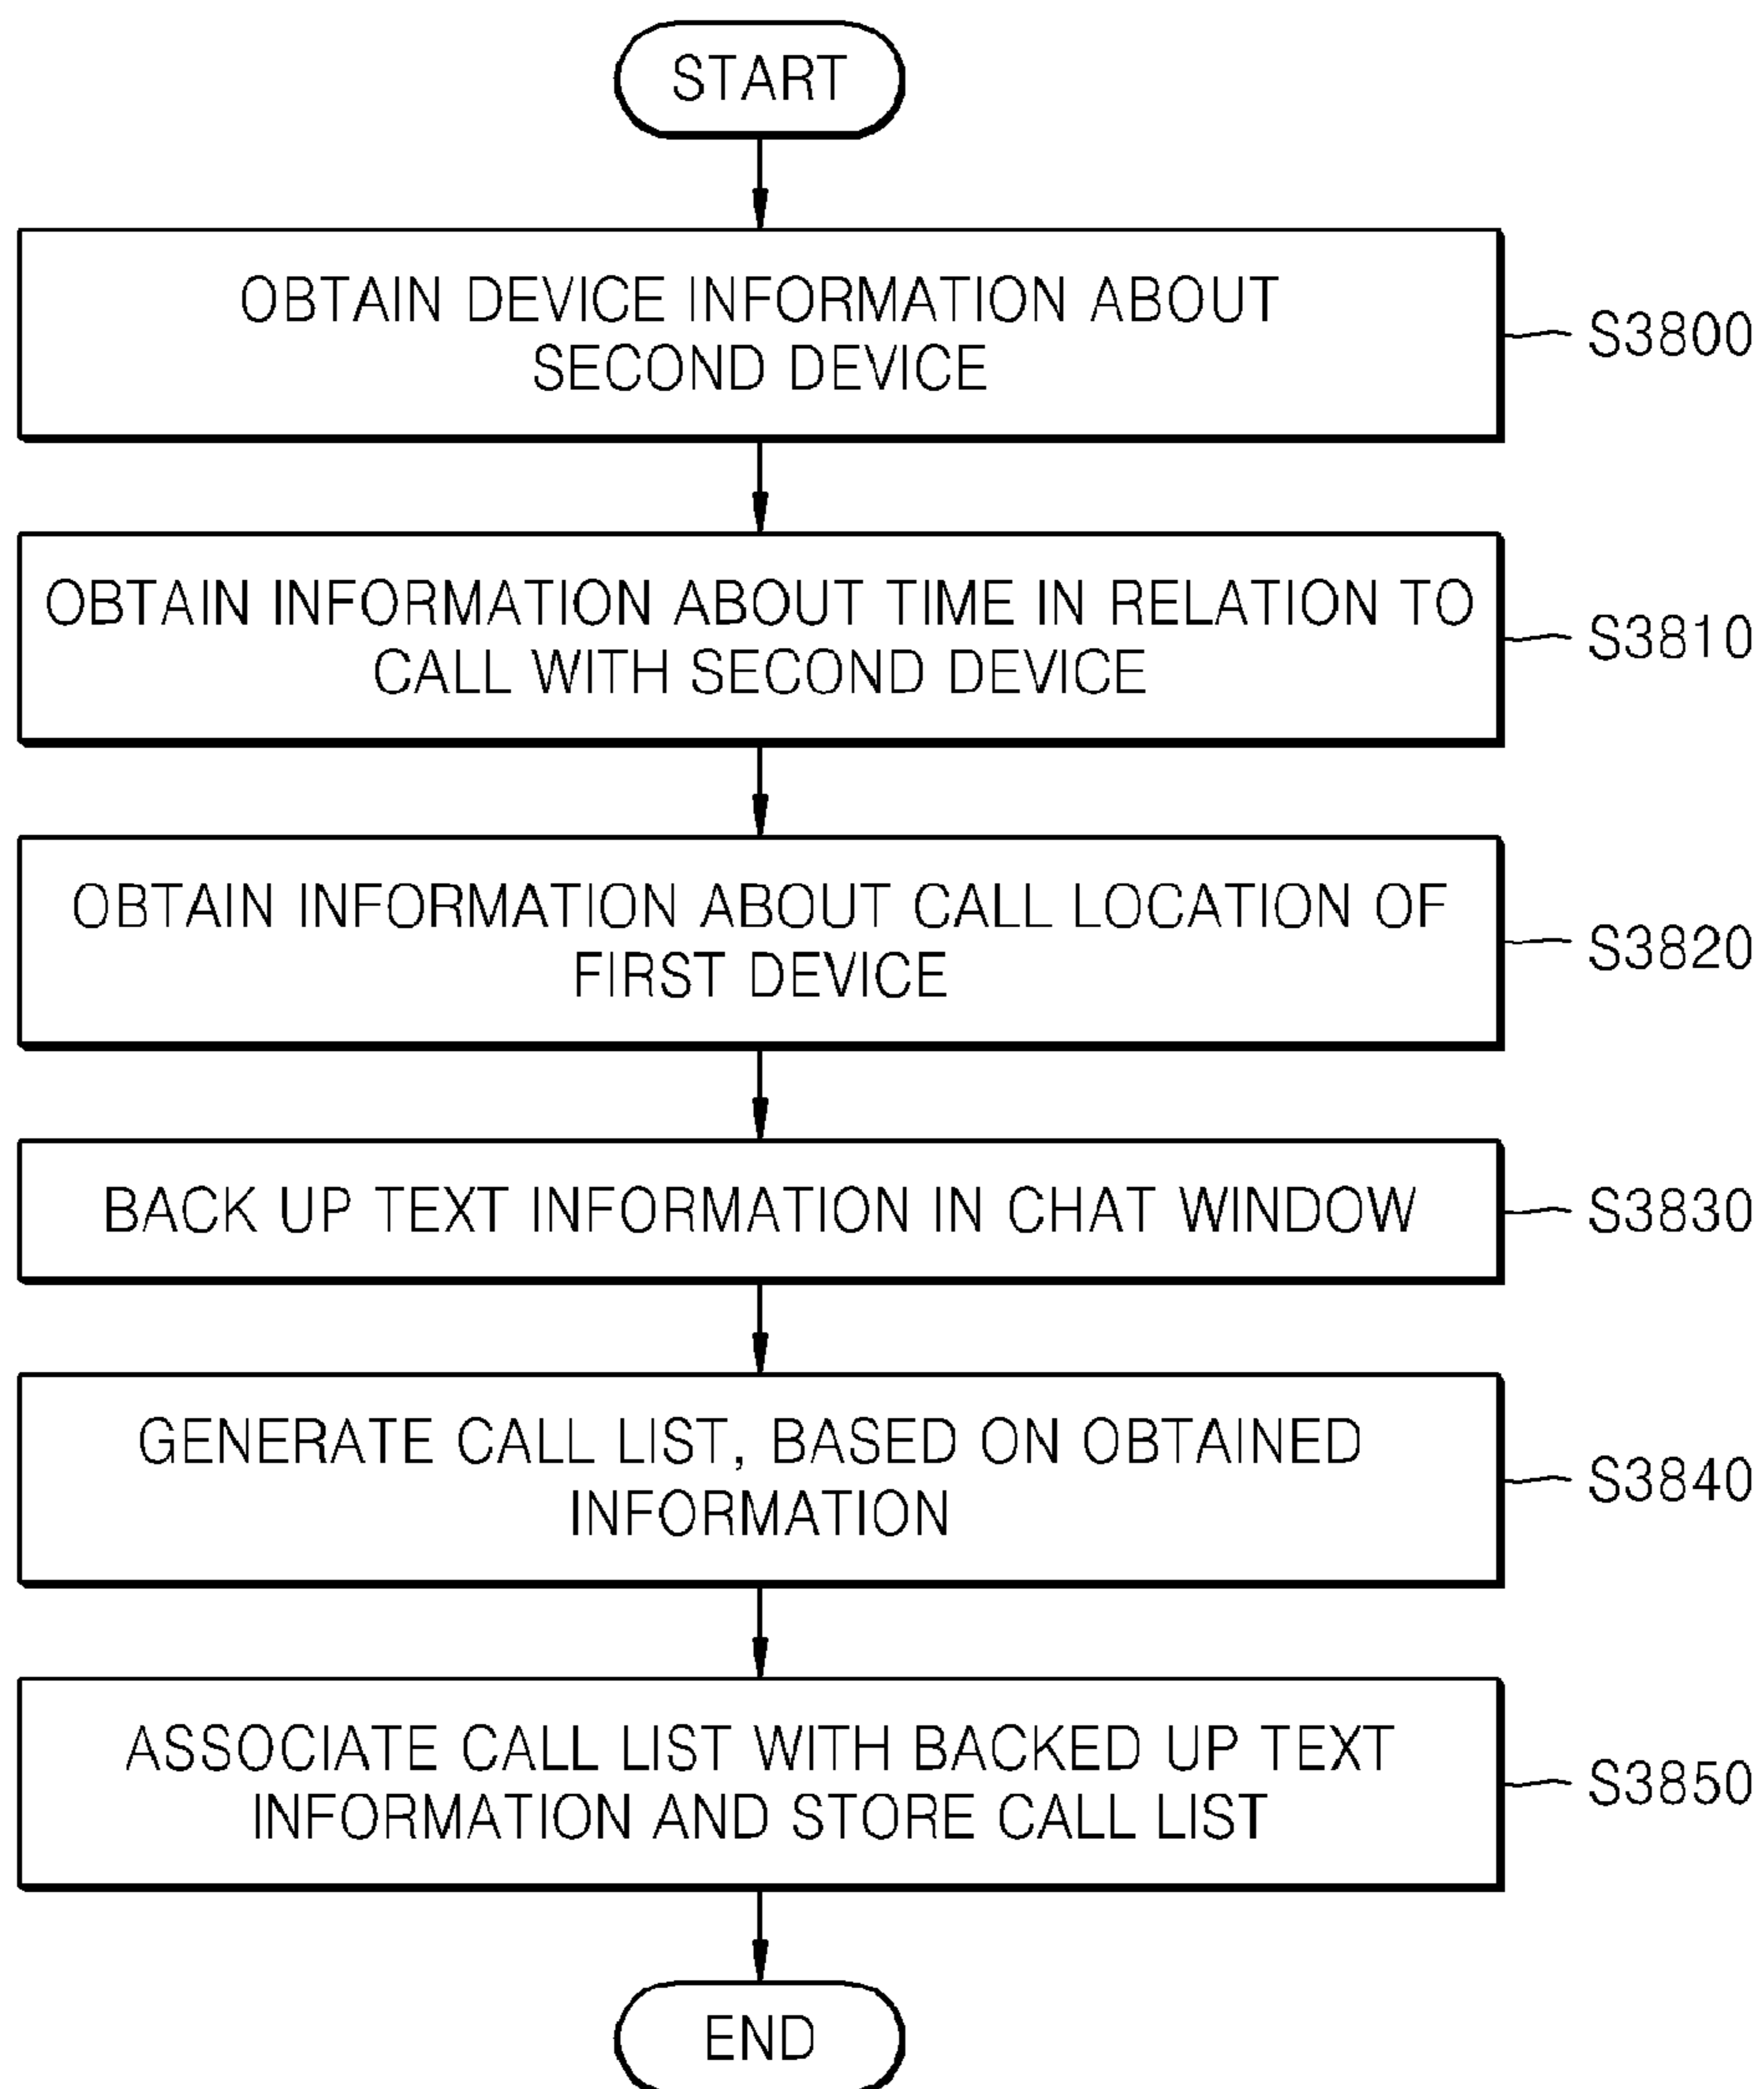 START
OBTAIN DEVICE INFORMATION ABOUT
SECOND DEVICE
S3800
OBTAIN INFORMATION ABOUT TIME IN RELATION TO
CALL WITH SECOND DEVICE
S3810
OBTAIN INFORMATION ABOUT CALL LOCATION OF
FIRST DEVICE
S3820
BACK UP TEXT INFORMATION IN CHAT WINDOW
S3830
GENERATE CALL LIST, BASED ON OBTAINED
INFORMATION
S3840
ASSOCIATE CALL LIST WITH BACKED UP TEXT
INFORMATION AND STORE CALL LIST
S3850
END